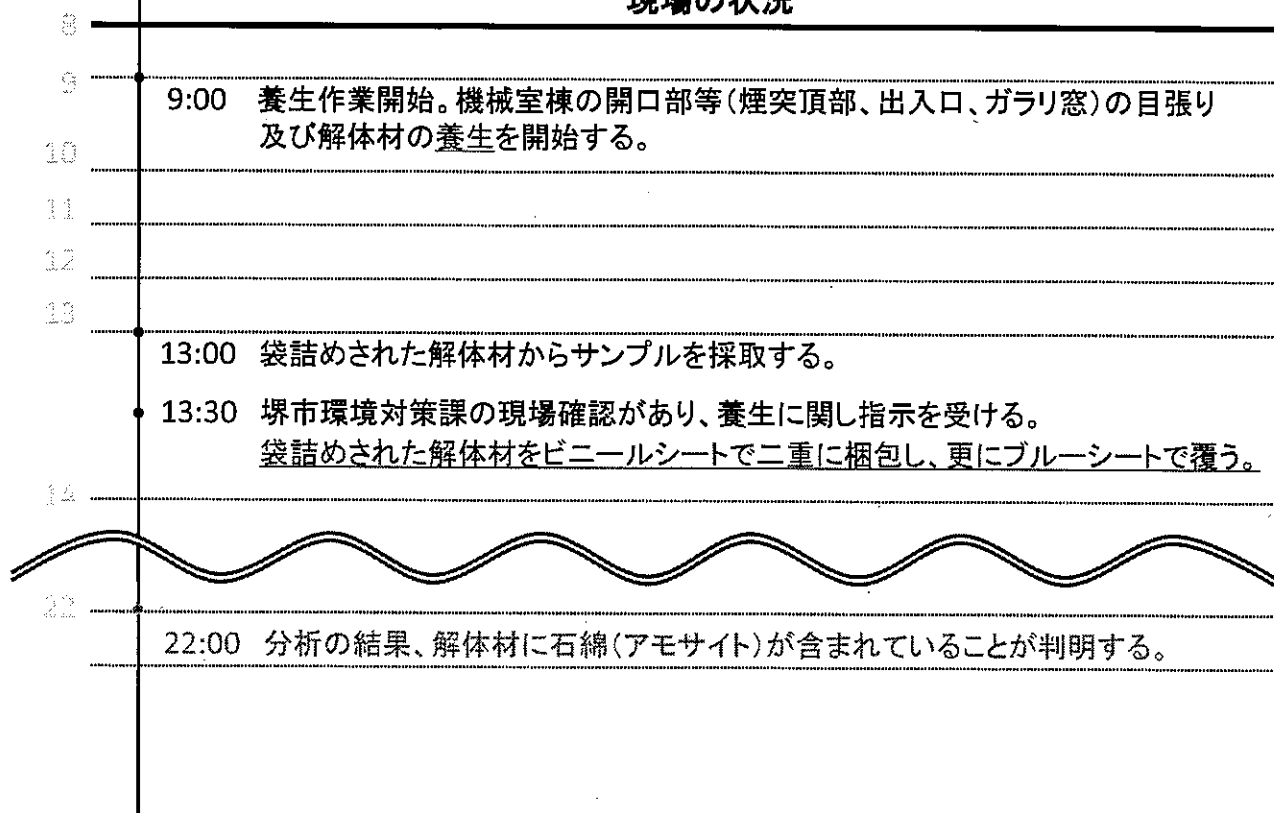 現場の状況
8
9
9:00 養生作業開始。機械室棟の開口部等(煙突頂部、出入口、ガラリ窓)の目張り
及び解体材の養生を開始する。
10
11
12
13
13:00 袋詰めされた解体材からサンプルを採取する。
13:30 堺市環境対策課の現場確認があり、養生に関し指示を受ける。
袋詰めされた解体材をビニールシートで二重に梱包し、更にブルーシートで覆う。
14
22
22:00 分析の結果、解体材に石綿(アモサイト)が含まれていることが判明する。